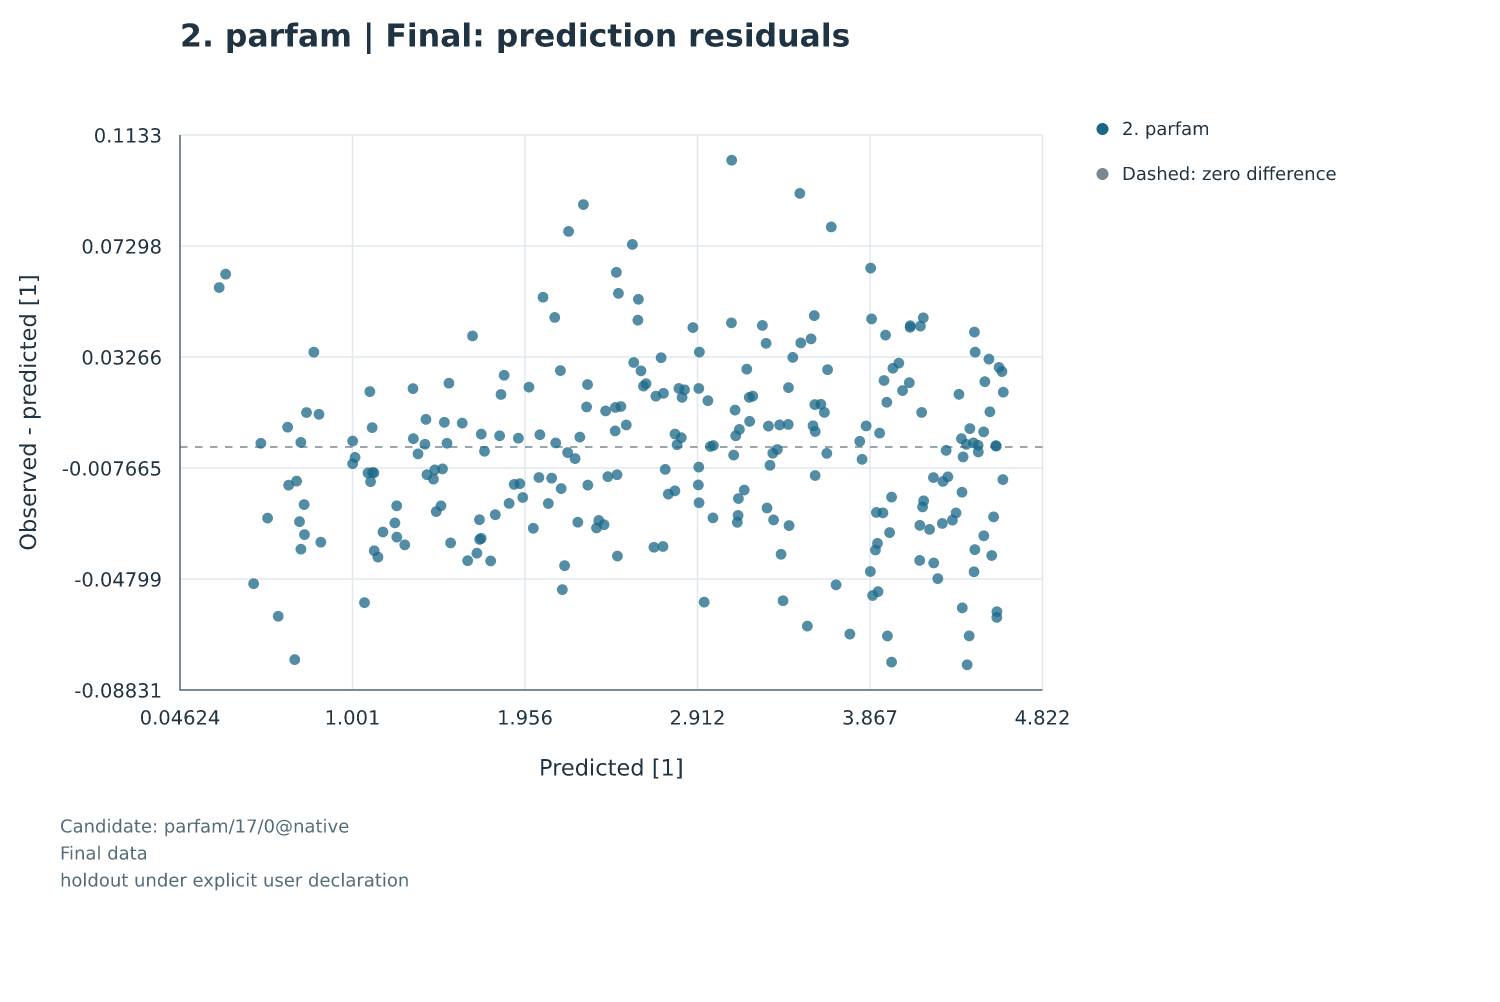 2. parfam | Final: prediction residuals
0.1133
0.07298
0.03266
-0.007665
-0.04799
-0.08831
Observed - predicted [1]
0.04624 1.001 1.956 2.912 3.867 4.822
Predicted [1]
2. parfam
Dashed: zero difference
Candidate: parfam/17/0@native
Final data
holdout under explicit user declaration